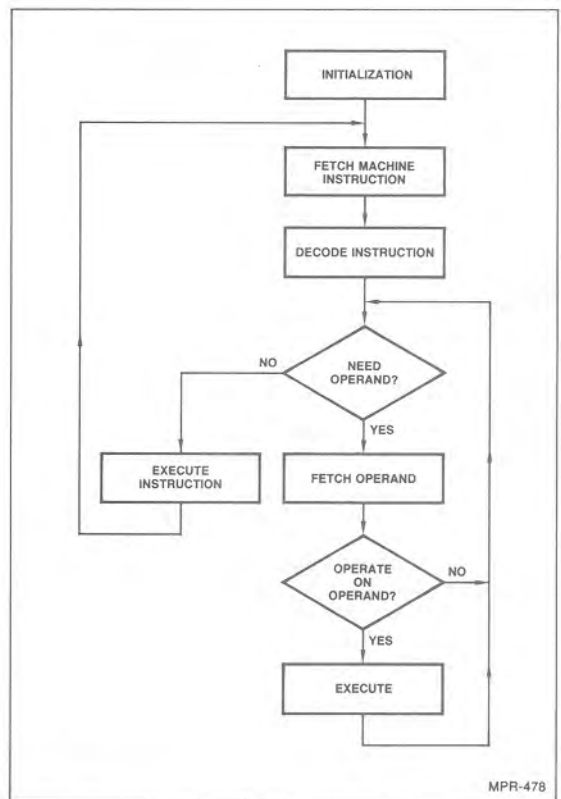 INITIALIZATION
FETCH MACHINE
INSTRUCTION
DECODE INSTRUCTION
NEED
OPERAND?
NO
YES
EXECUTE
INSTRUCTION
FETCH OPERAND
OPERATE
ON
OPERAND?
NO
YES
EXECUTE
MPR-478